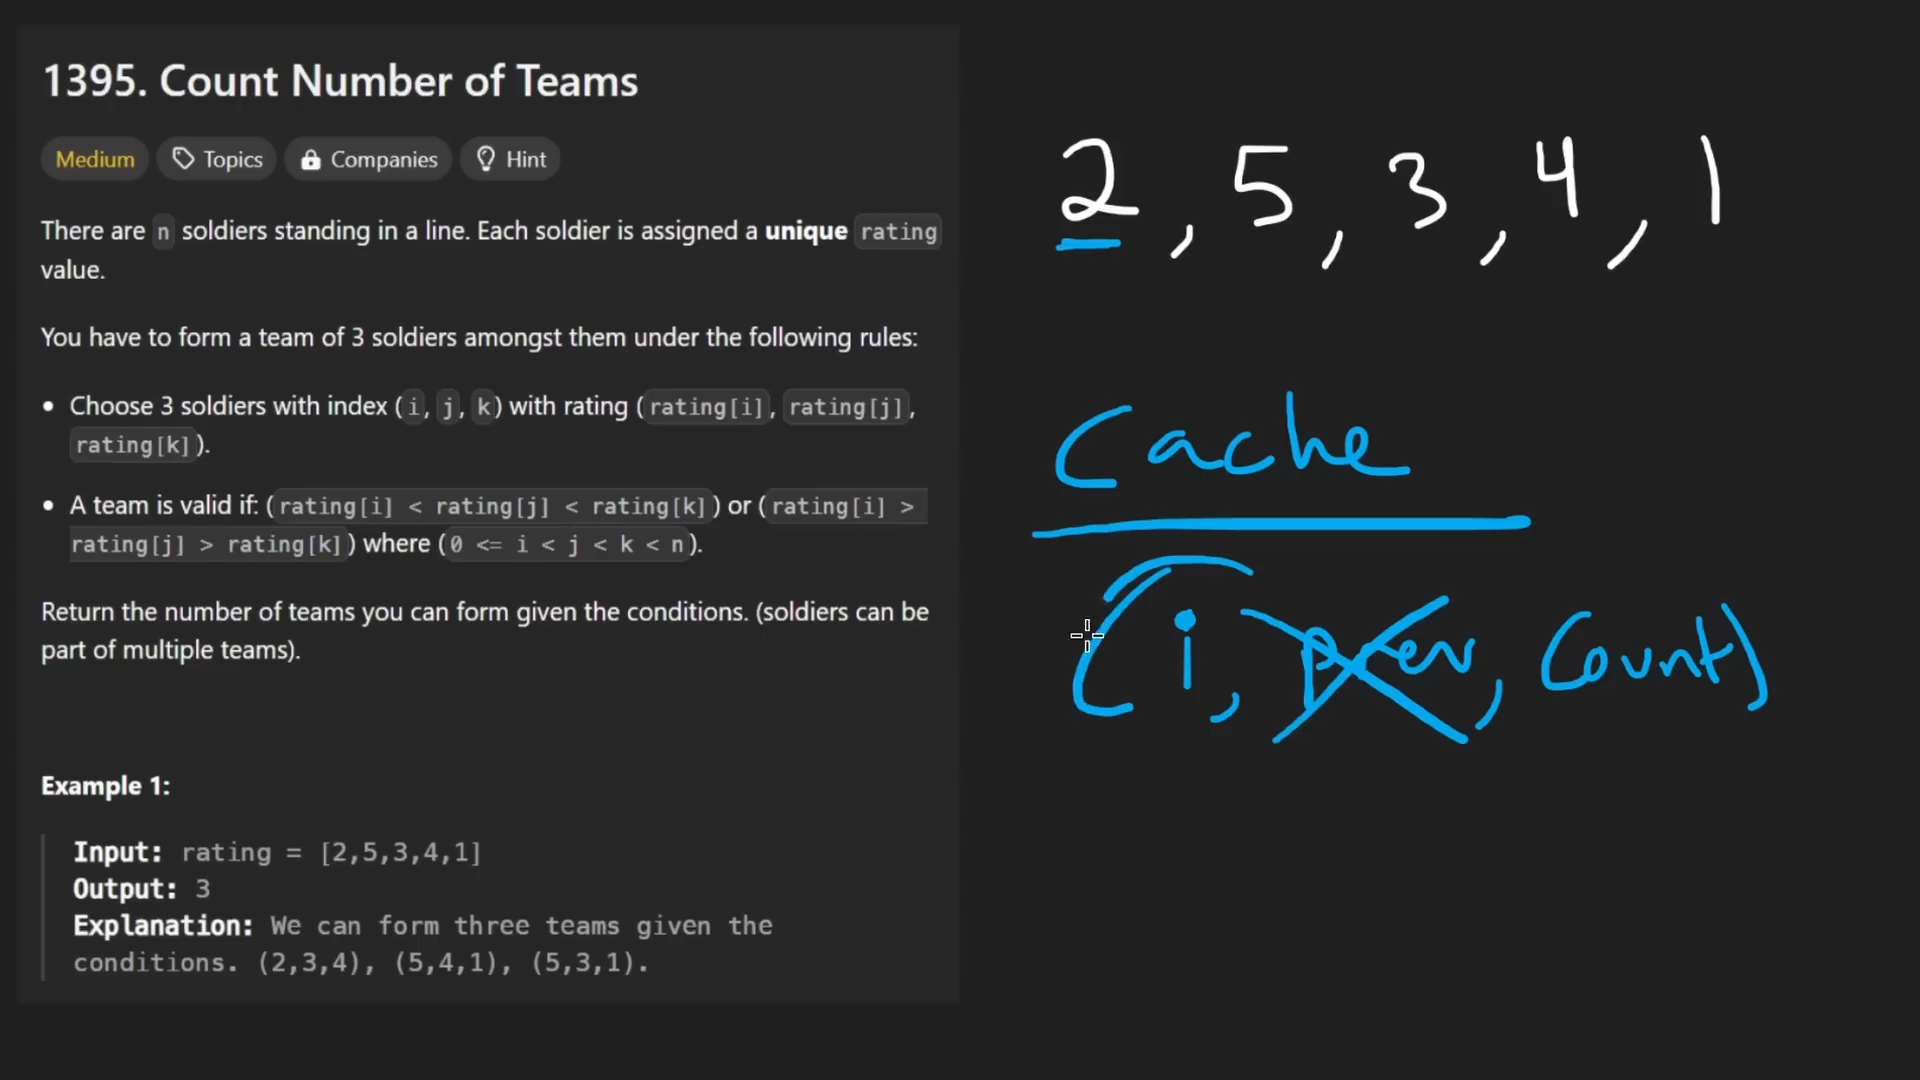 1395. Count Number of Teams
Medium Topics Companies Hint
There are n soldiers standing in a line. Each soldier is assigned a unique rating
value.
You have to form a team of 3 soldiers amongst them under the following rules:
• Choose 3 soldiers with index (i, j, k) with rating (rating[i], rating[j],
rating[k]).
• A team is valid if: (rating[i] < rating[j] < rating[k]) or (rating[i] >
rating[j] > rating[k]) where (0 <= i < j < k < n).
Return the number of teams you can form given the conditions. (soldiers can be
part of multiple teams).
Example 1:
Input: rating = [2,5,3,4,1]
Output: 3
Explanation: We can form three teams given the
conditions. (2,3,4), (5,4,1), (5,3,1).
2, 5, 3, 4, 1
Cache
(i, prev, count)